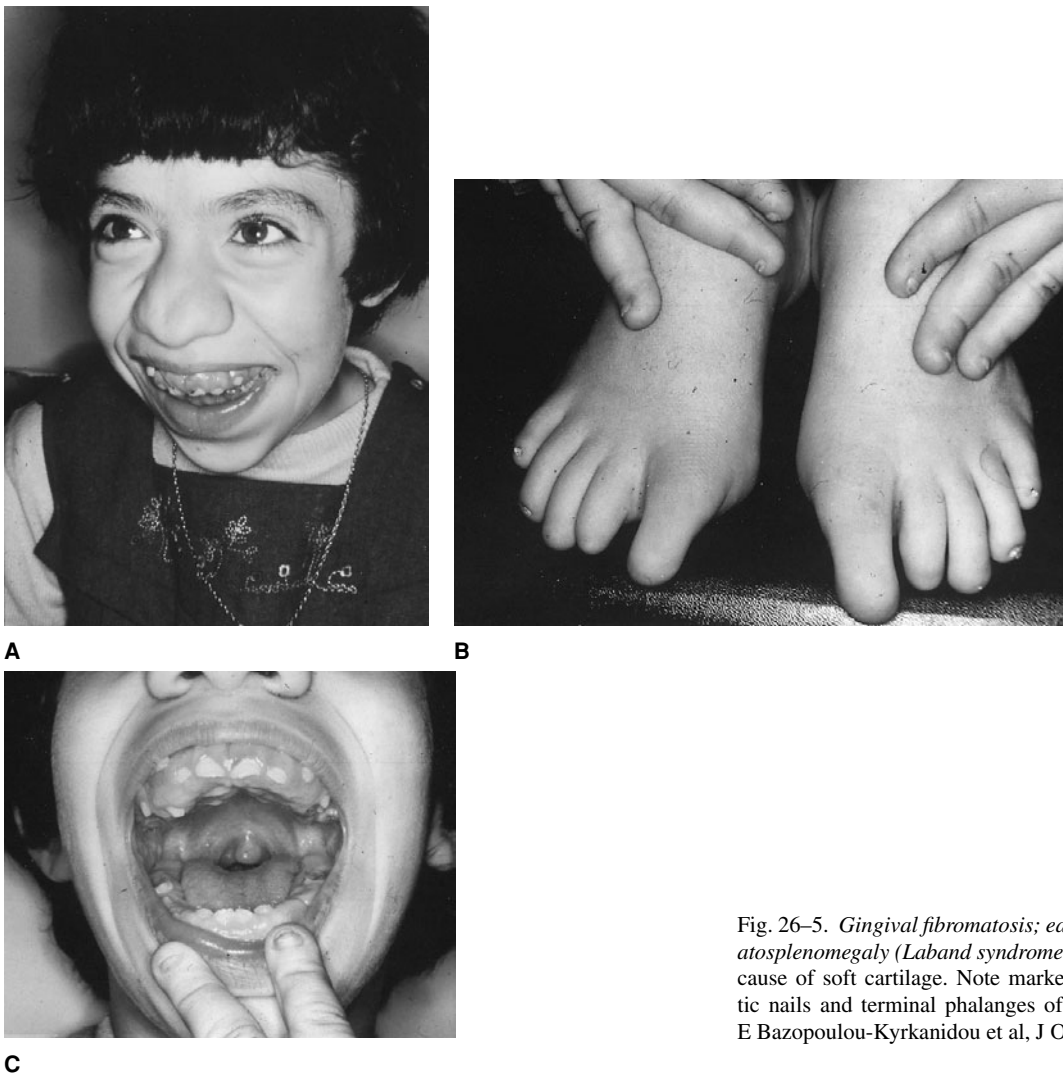 A
B
C
Fig. 26–5. Gingival fibromatosis; ea
atosplenomegaly (Laband syndrome
cause of soft cartilage. Note marke
tic nails and terminal phalanges of
E Bazopoulou-Kyrkanidou et al, J O